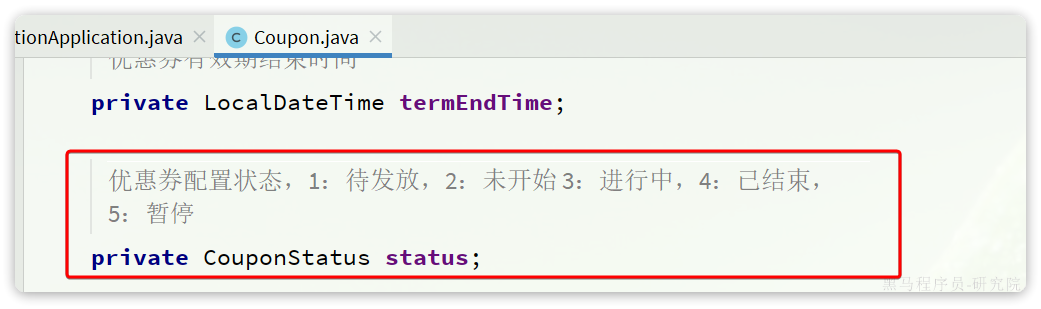 tionApplication.java
Coupon.java
优惠券有效期结束时间
private LocalDateTime termEndTime;
优惠券配置状态，1：待发放，2：未开始 3：进行中，4：已结束，
5：暂停
private CouponStatus status;
黑马程序员-研究院